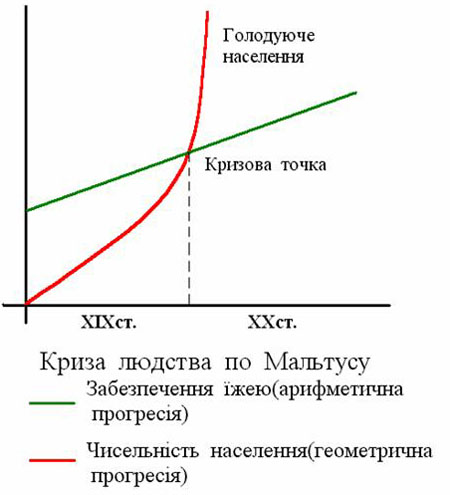 Голодуюче
населення
Кризова точка
XIXст.
XXст.
Криза людства по Мальтусу
Забезпечення їжею(арифметична
прогресія)
Чисельність населення(геометрична
прогресія)